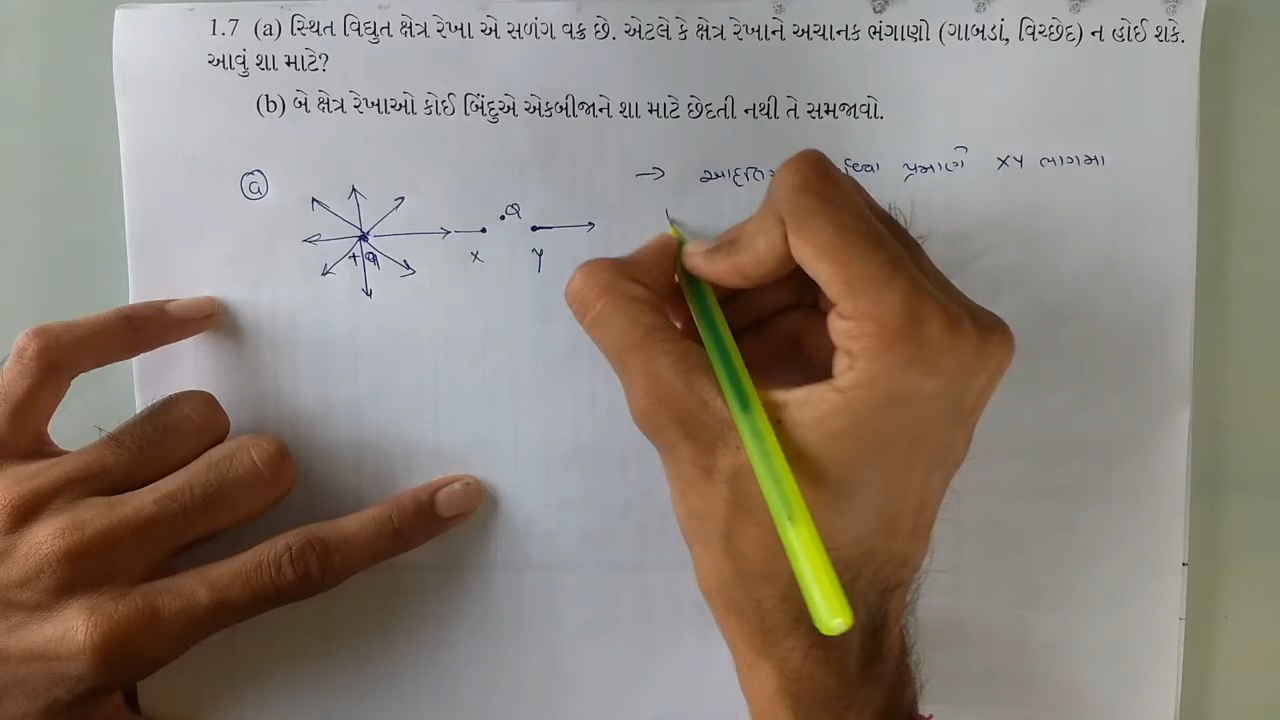 1.7 (a) સ્થિત વિદ્યુત ક્ષેત્ર રેખા એ સળંગ વક્ર છે. એટલે કે ક્ષેત્ર રેખાને અચાનક ભંગાણો (ગાબડાં, વિચ્છેદ) ન હોઈ શકે.
આવું શા માટે?
(b) બે ક્ષેત્ર રેખાઓ કોઈ બિંદુએ એકબીજાને શા માટે છેદતી નથી તે સમજાવો.
→ પ્રમાણે XY ભાગમા
a
Q
+q X Y